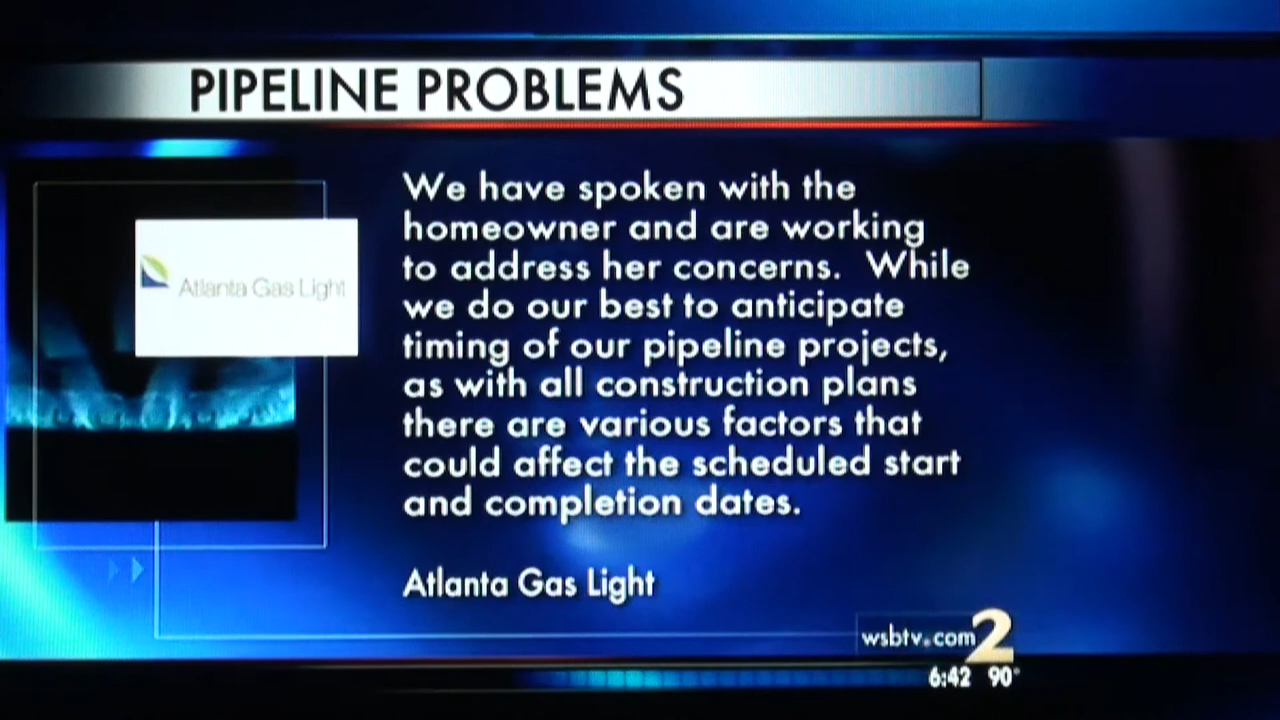 PIPELINE PROBLEMS
Atlanta Gas Light
We have spoken with the
homeowner and are working
to address her concerns. While
we do our best to anticipate
timing of our pipeline projects,
as with all construction plans
there are various factors that
could affect the scheduled start
and completion dates.
Atlanta Gas Light
wsbtv.com 2
6:42 90°